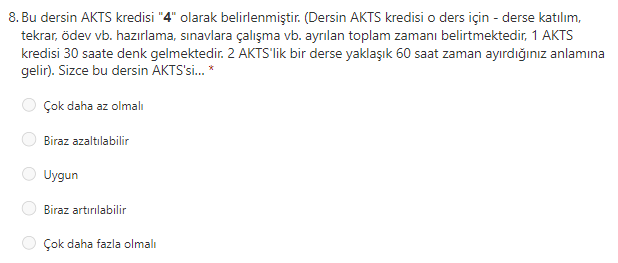 8. Bu dersin AKTS kredisi "4" olarak belirlenmiştir. (Dersin AKTS kredisi o ders için - derse katılım,
tekrar, ödev vb. hazırlama, sınavlara çalışma vb. ayrılan toplam zamanı belirtmektedir, 1 AKTS
kredisi 30 saate denk gelmektedir. 2 AKTS'lik bir derse yaklaşık 60 saat zaman ayırdığınız anlamına
gelir). Sizce bu dersin AKTS'si... *
Çok daha az olmalı
Biraz azaltılabilir
Uygun
Biraz artırılabilir
Çok daha fazla olmalı